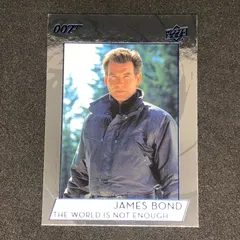 007
JAMES BOND
THE WORLD IS NOT ENOUGH